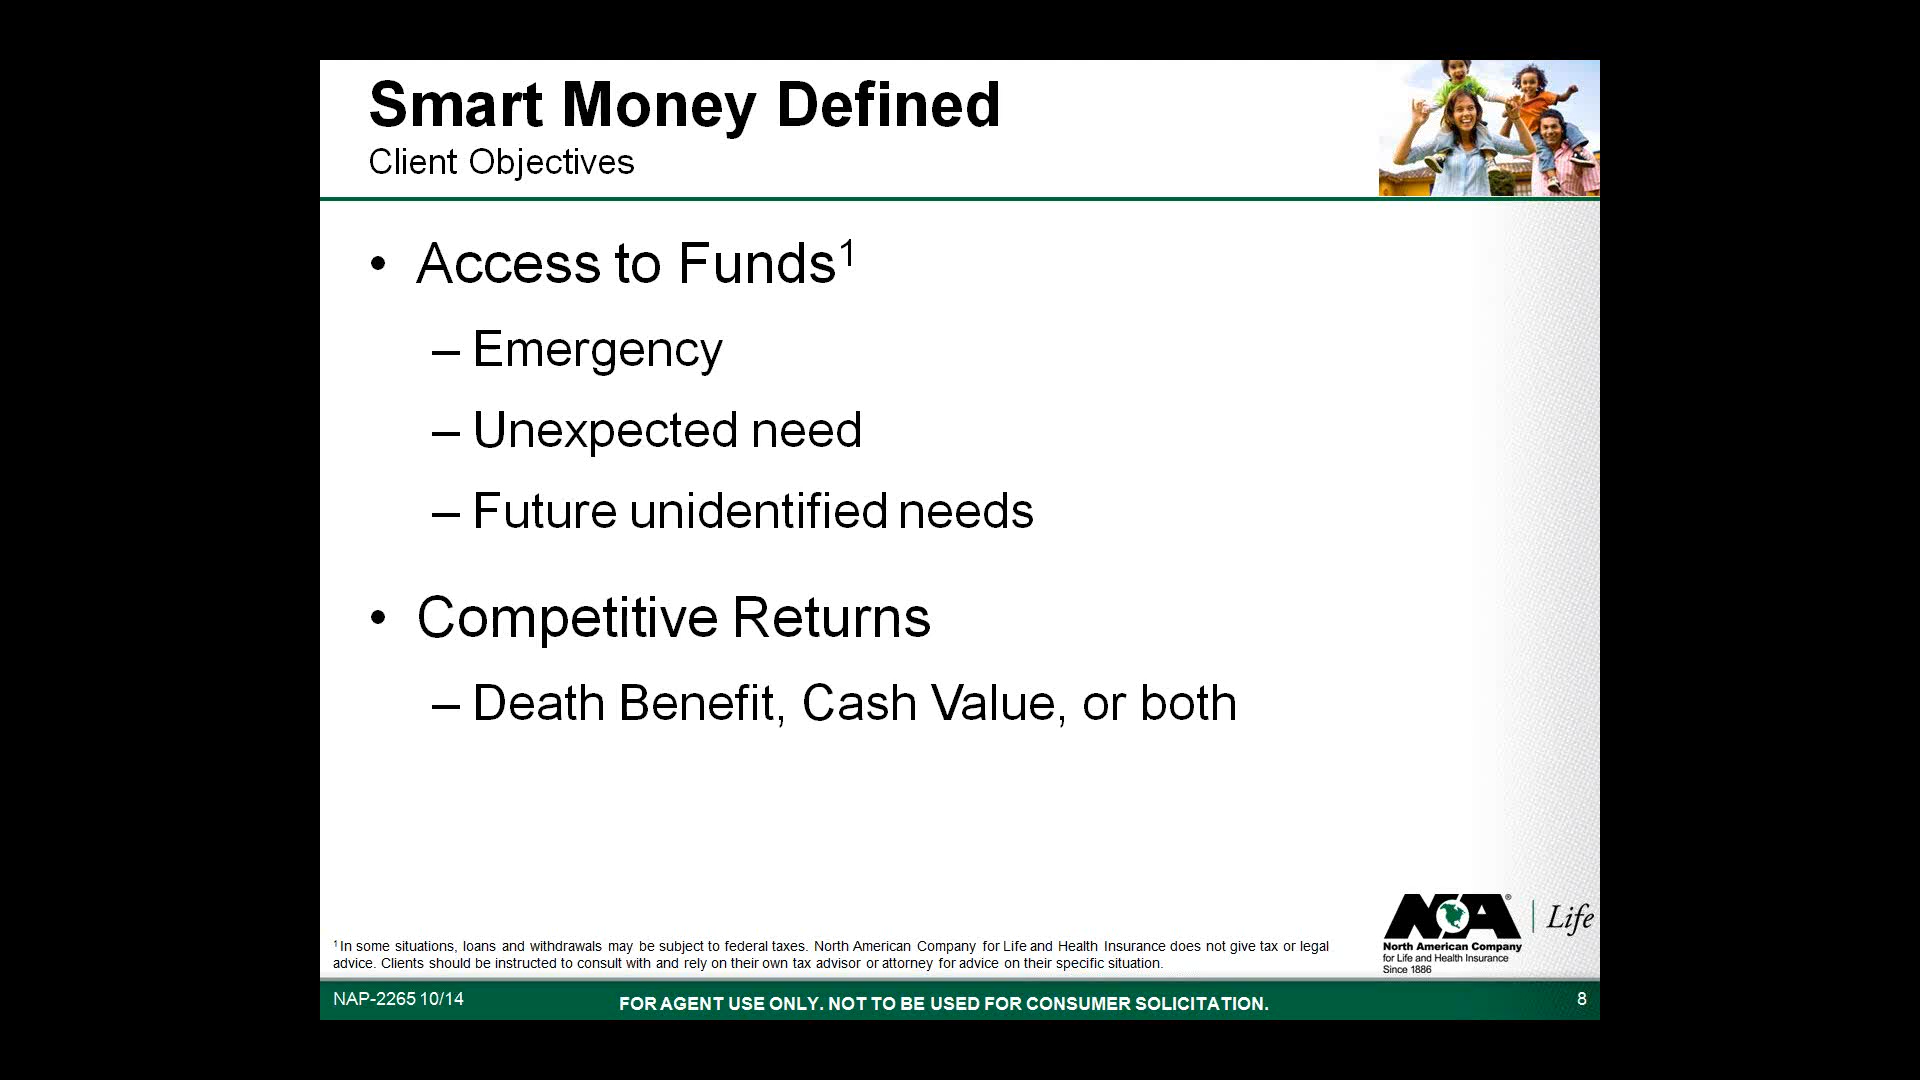 Smart Money Defined
Client Objectives
• Access to Funds¹
– Emergency
– Unexpected need
– Future unidentified needs
• Competitive Returns
– Death Benefit, Cash Value, or both
¹ In some situations, loans and withdrawals may be subject to federal taxes. North American Company for Life and Health Insurance does not give tax or legal
advice. Clients should be instructed to consult with and rely on their own tax advisor or attorney for advice on their specific situation.
NA® | Life
North American Company
for Life and Health Insurance
Since 1886
NAP-2265 10/14
FOR AGENT USE ONLY. NOT TO BE USED FOR CONSUMER SOLICITATION.
8